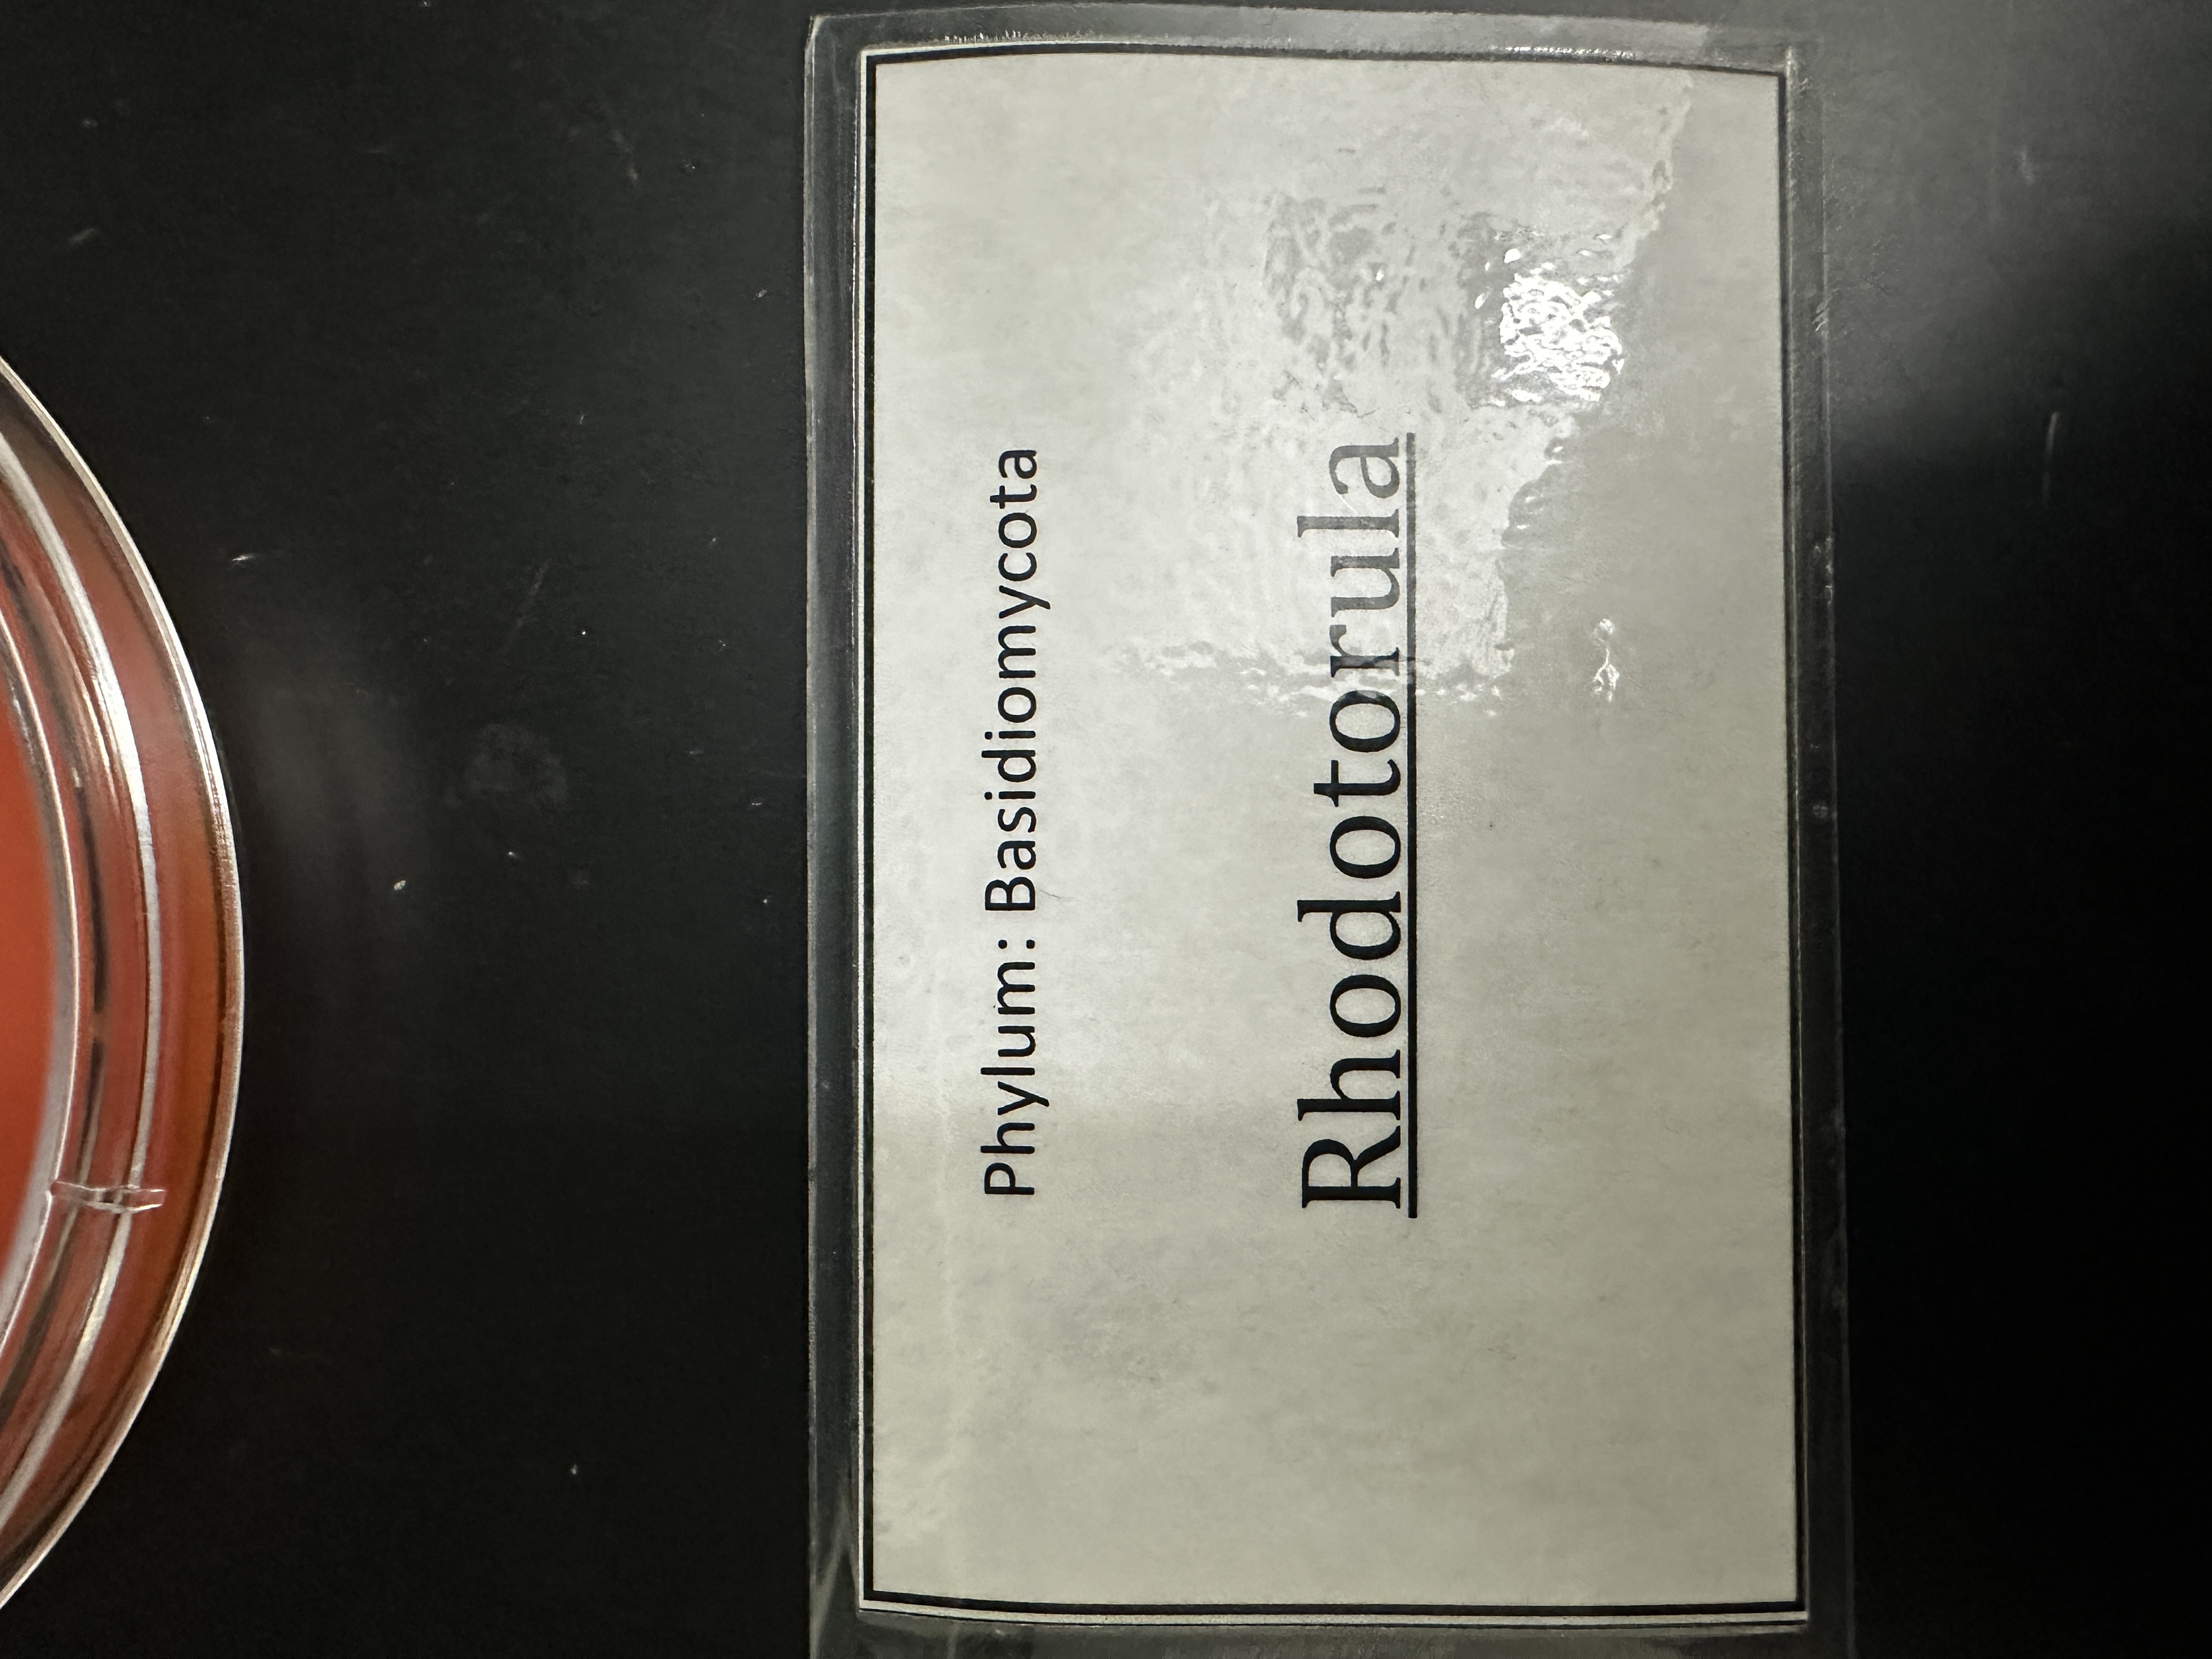 Phylum: Basidiomycota
Rhodotorula